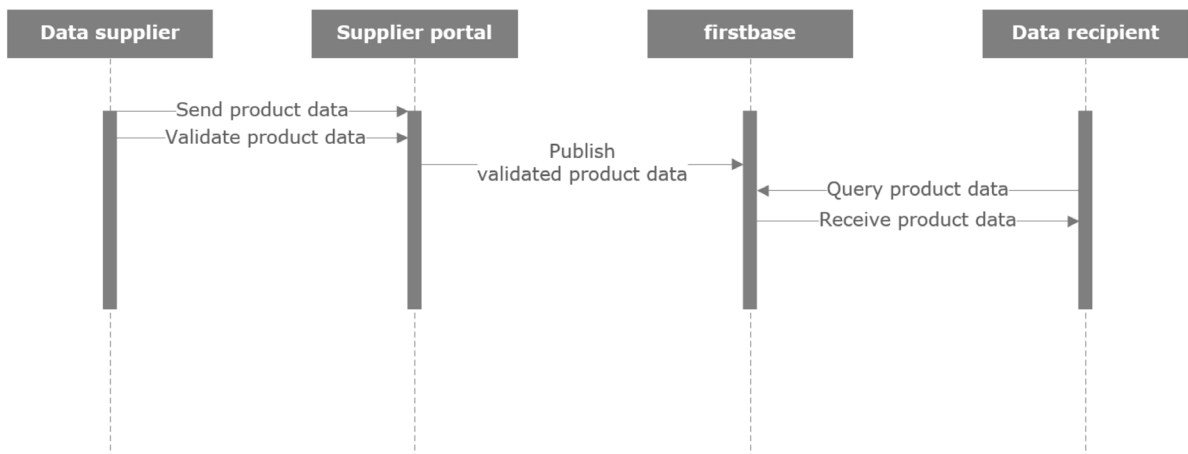 Data supplier
Supplier portal
firstbase
Data recipient
Send product data
Validate product data
Publish
validated product data
Query product data
Receive product data